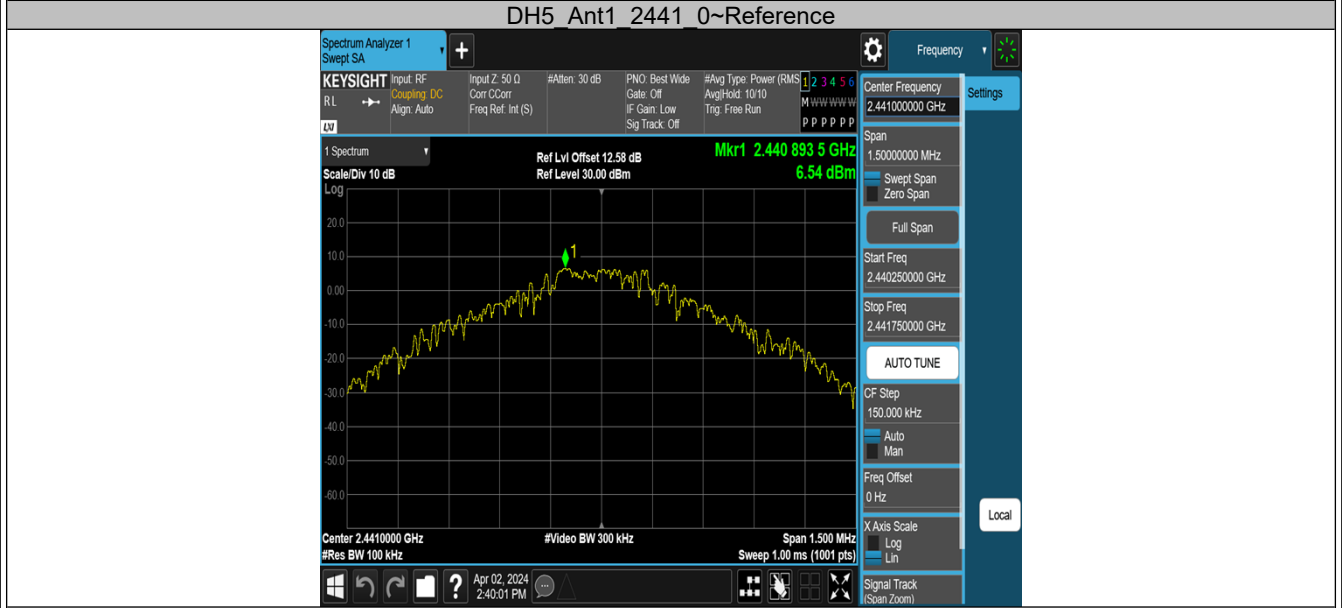 DH5_Ant1_2441_0~Reference
Spectrum Analyzer 1
Swept SA
+
Frequency
KEYSIGHT
RL
LXI
Input: RF
Coupling: DC
Align: Auto
Input Z: 50 Ω
Corr CCorr
Freq Ref: Int (S)
#Atten: 30 dB
PNO: Best Wide
Gate: Off
IF Gain: Low
Sig Track: Off
#Avg Type: Power (RMS
Avg|Hold: 10/10
Trig: Free Run
1 2 3 4 5 6
M W W W W W
P P P P P P
1 Spectrum
Scale/Div 10 dB
Ref Lvl Offset 12.58 dB
Ref Level 30.00 dBm
Mkr1 2.440 893 5 GHz
6.54 dBm
Log
20.0
10.0
0.00
-10.0
-20.0
-30.0
-40.0
-50.0
-60.0
1
Center 2.4410000 GHz
#Res BW 100 kHz
#Video BW 300 kHz
Span 1.500 MHz
Sweep 1.00 ms (1001 pts)
Center Frequency
2.441000000 GHz
Settings
Span
1.50000000 MHz
Swept Span
Zero Span
Full Span
Start Freq
2.440250000 GHz
Stop Freq
2.441750000 GHz
AUTO TUNE
CF Step
150.000 kHz
Auto
Man
Freq Offset
0 Hz
X Axis Scale
Log
Lin
Local
Signal Track
(Span Zoom)
?
Apr 02, 2024
2:40:01 PM